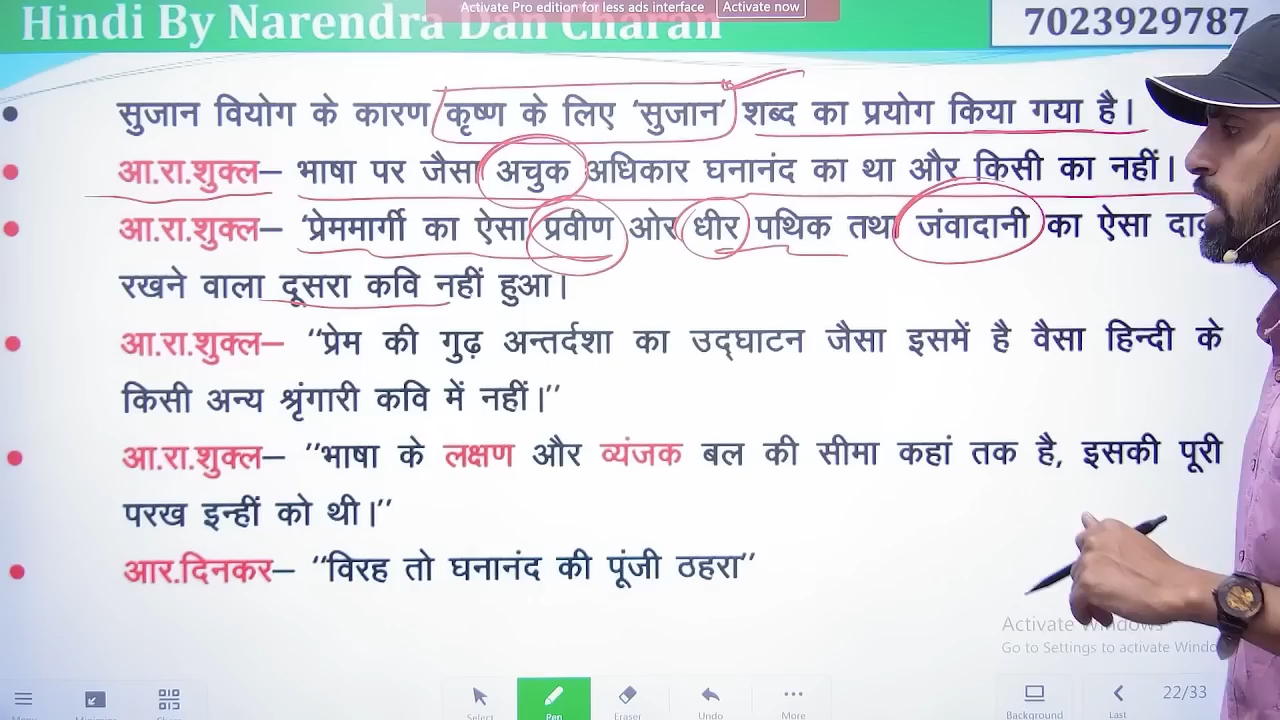 Hindi By Narendra Dan Charan
Activate Pro edition for less ads interface Activate now
7023929787
सुजान वियोग के कारण कृष्ण के लिए ‘सुजान’ शब्द का प्रयोग किया गया है।
आ.रा.शुक्ल– भाषा पर जैसा अचुक अधिकार घनानंद का था और किसी का नहीं।
आ.रा.शुक्ल– ‘प्रेममार्गी का ऐसा प्रवीण ओर धीर पथिक तथा जंवादानी का ऐसा
रखने वाला दूसरा कवि नहीं हुआ।
आ.रा.शुक्ल– “प्रेम की गुढ़ अन्तर्दशा का उद्घाटन जैसा इसमें है वैसा हिन्दी के
किसी अन्य श्रृंगारी कवि में नहीं।”
आ.रा.शुक्ल– “भाषा के लक्षण और व्यंजक बल की सीमा कहां तक है, इसकी पूरी
परख इन्हीं को थी।”
आर.दिनकर– “विरह तो घनानंद की पूंजी ठहरा”
Activate Windows
Go to Settings to activate
Select Pen Eraser Undo More Background Last 22/33